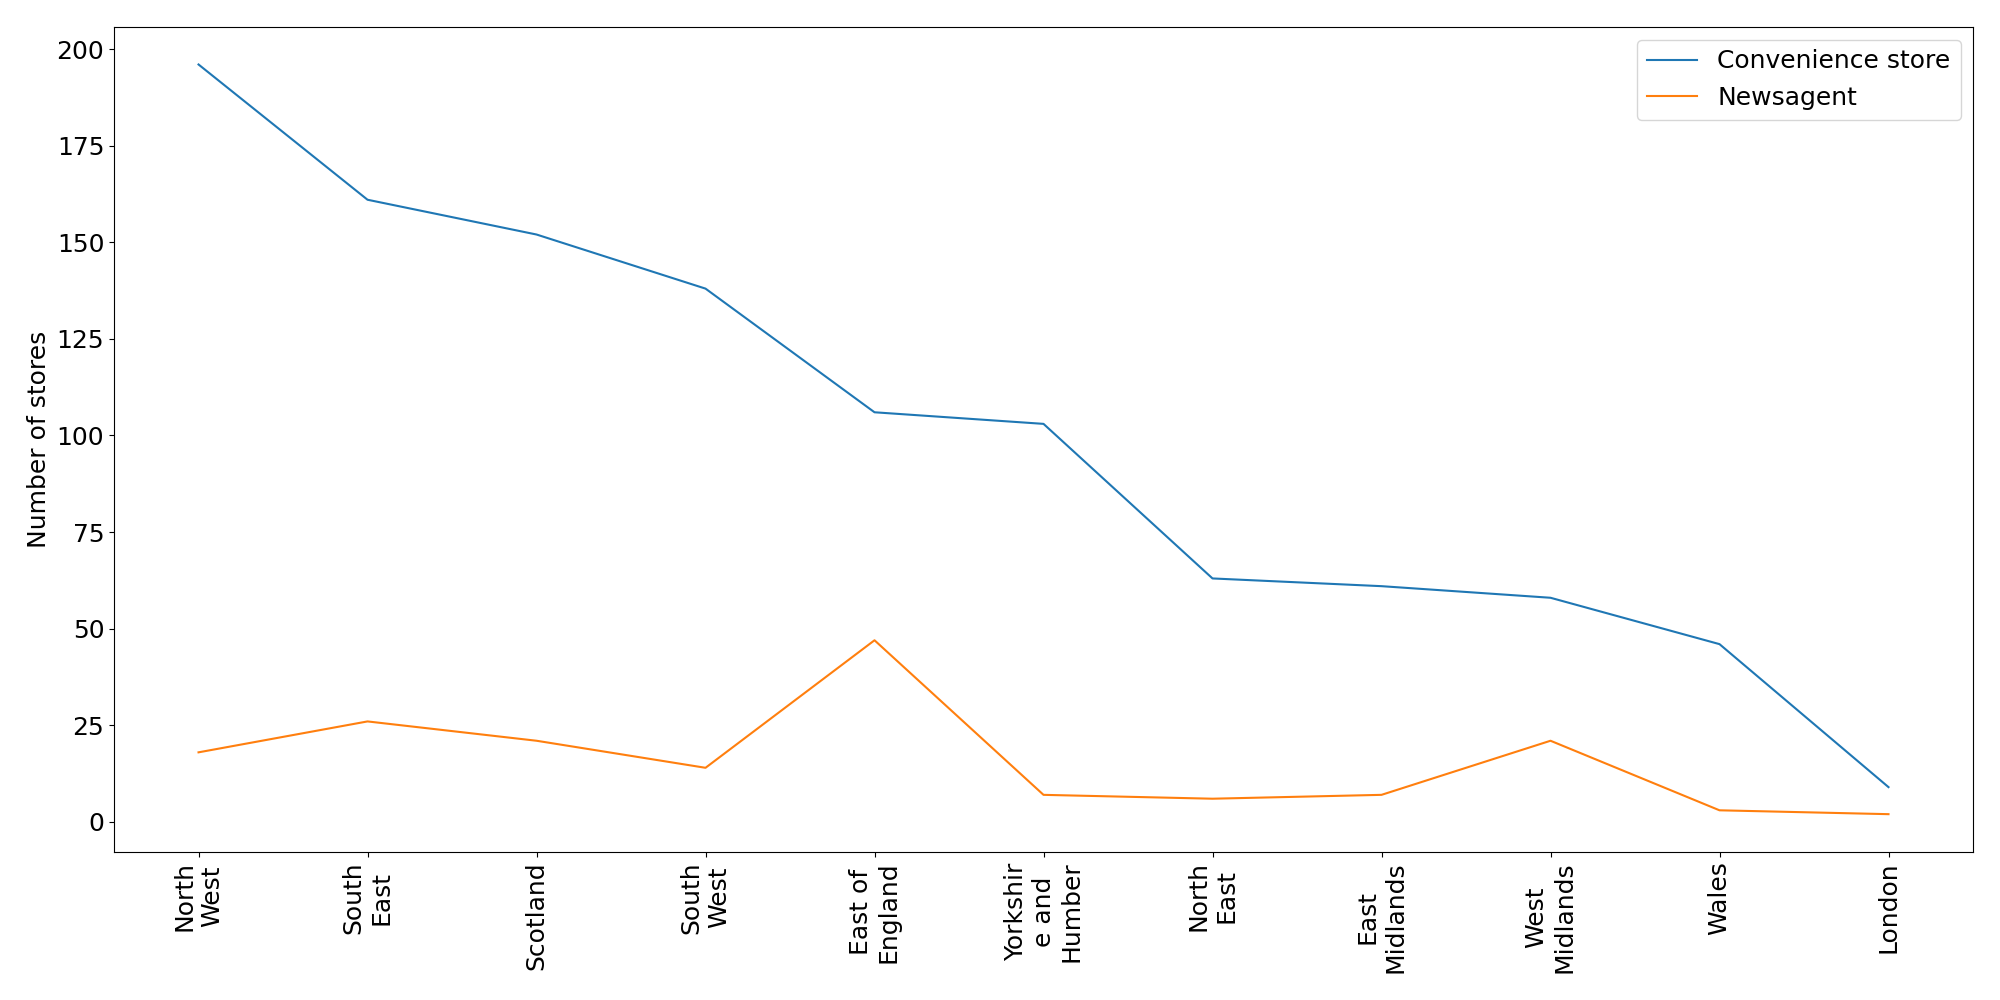 Convenience store
Newsagent
Number of stores
200
175
150
125
100
75
50
25
0
North
West
South
East
Scotland
South
West
East of
England
Yorkshir
e and
Humber
North
East
East
Midlands
West
Midlands
Wales
London